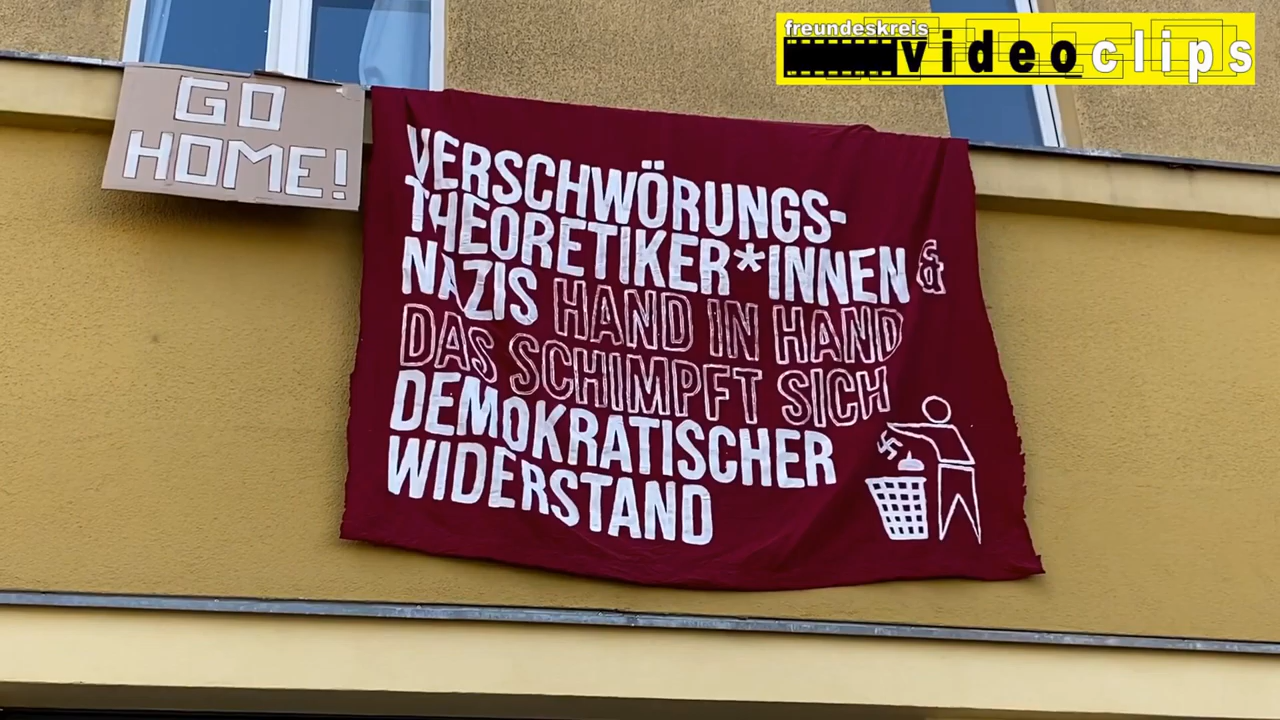 freundeskreis
videoclips
GO
HOME!
VERSCHWÖRUNGS-
THEORETIKER*INNEN &
NAZIS HAND IN HAND
DAS SCHIMPFT SICH
DEMOKRATISCHER
WIDERSTAND